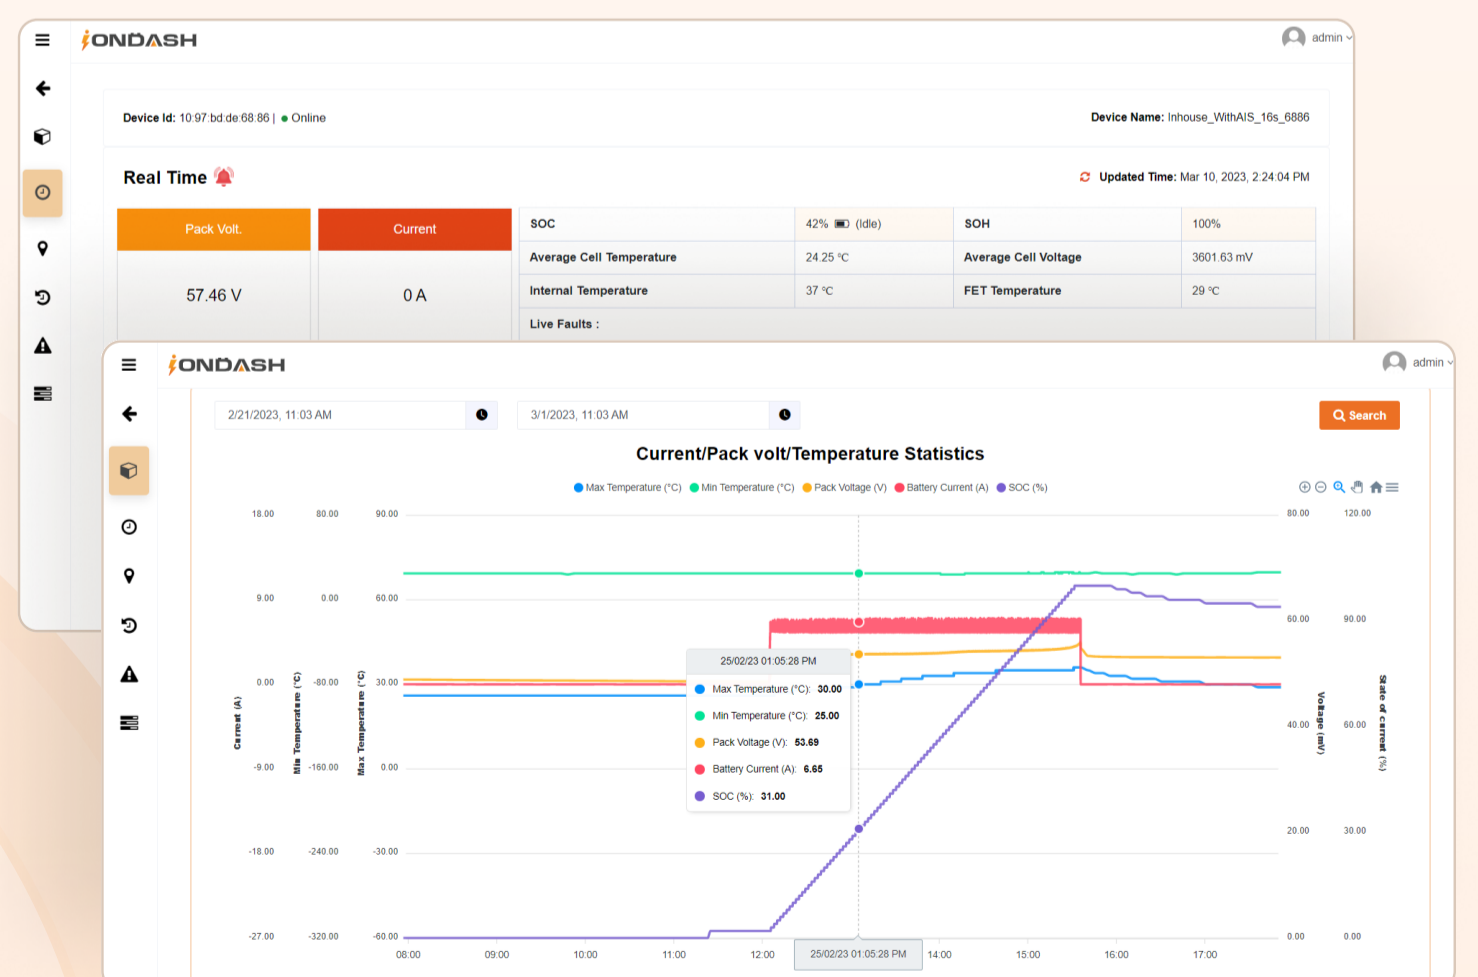 iONDASH
admin
Device Id: 10:97:bd:de:68:86 | ● Online
Device Name: Inhouse_WithAIS_16s_6886
Real Time
Updated Time: Mar 10, 2023, 2:24:04 PM
Pack Volt.
Current
57.46 V
0 A
SOC 42% (Idle) SOH 100%
Average Cell Temperature 24.25 °C Average Cell Voltage 3601.63 mV
Internal Temperature 37 °C FET Temperature 29 °C
Live Faults :
iONDASH
admin
2/21/2023, 11:03 AM
3/1/2023, 11:03 AM
Search
Current/Pack volt/Temperature Statistics
Max Temperature (°C) Min Temperature (°C) Pack Voltage (V) Battery Current (A) SOC (%)
18.00 80.00 90.00 80.00 120.00
9.00 0.00 60.00 60.00 90.00
0.00 -80.00 30.00
-9.00 -160.00 0.00 40.00 60.00
-18.00 -240.00 -30.00 20.00 30.00
-27.00 -320.00 -60.00 0.00 0.00
Current (A)
Min Temperature (°C)
Max Temperature (°C)
Voltage (mV)
State of current (%)
25/02/23 01:05:28 PM
Max Temperature (°C): 30.00
Min Temperature (°C): 25.00
Pack Voltage (V): 53.69
Battery Current (A): 6.65
SOC (%): 31.00
08:00 09:00 10:00 11:00 12:00 25/02/23 01:05:28 PM 14:00 15:00 16:00 17:00